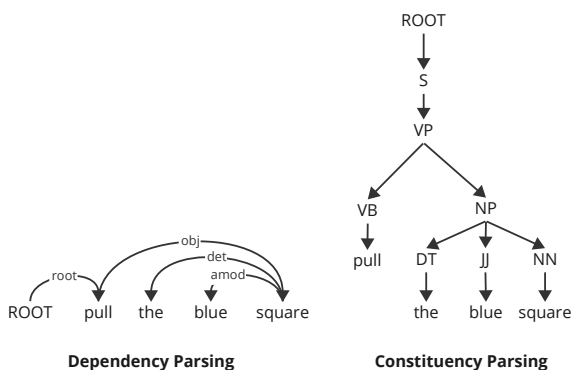 ROOT
S
VP
VB NP
pull DT JJ NN
the blue square
obj
det
root amod
ROOT pull the blue square
Dependency Parsing Constituency Parsing